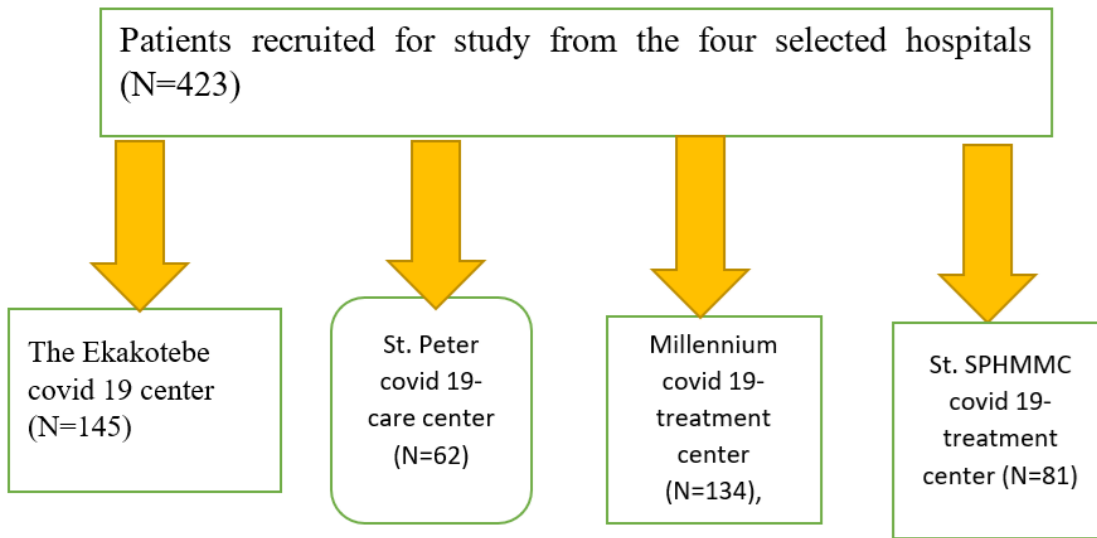 Patients recruited for study from the four selected hospitals
(N=423)
The Ekakotebe
covid 19 center
(N=145)
St. Peter
covid 19-
care center
(N=62)
Millennium
covid 19-
treatment
center
(N=134),
St. SPHMMC
covid 19-
treatment
center (N=81)